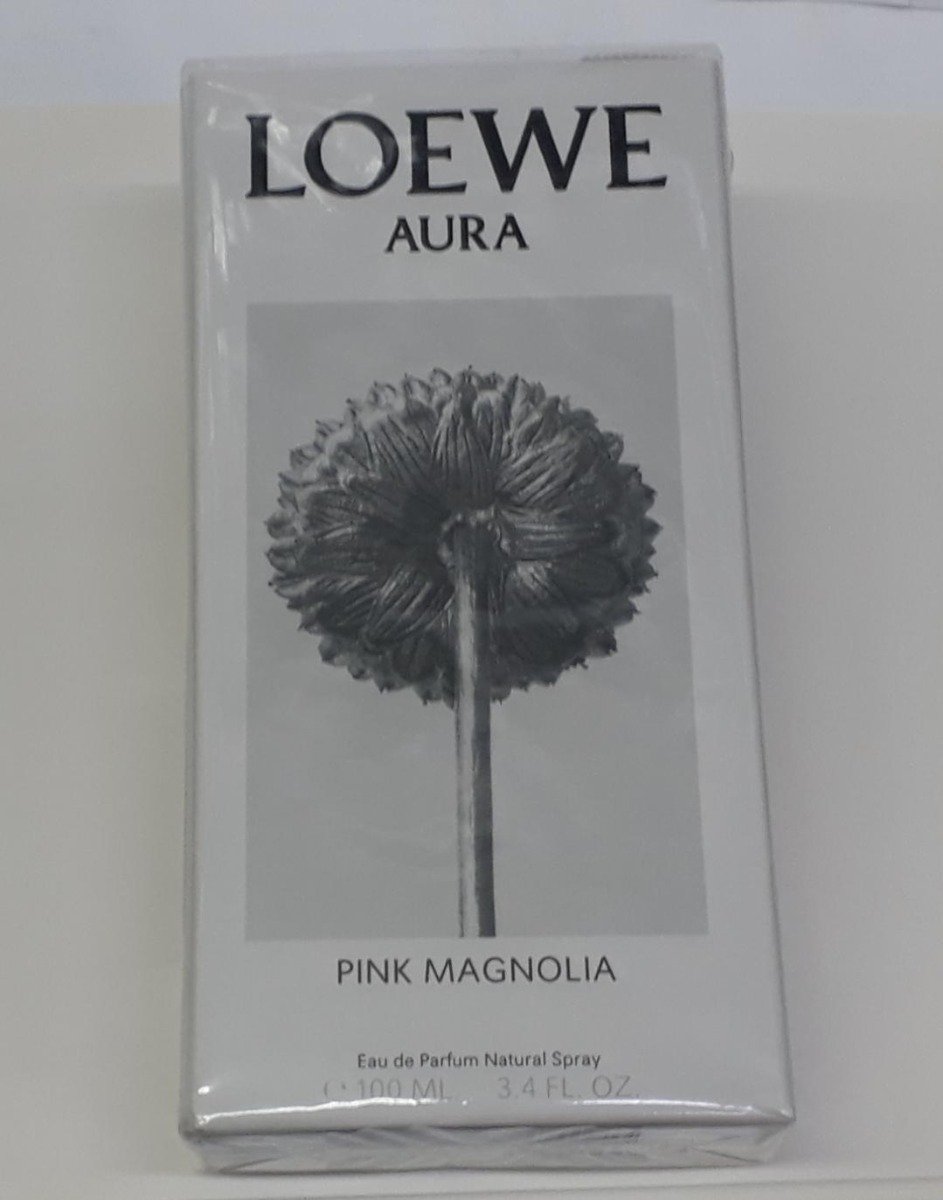 LOEWE
AURA
PINK MAGNOLIA
Eau de Parfum Natural Spray
100 ML 3.4 FL. OZ.